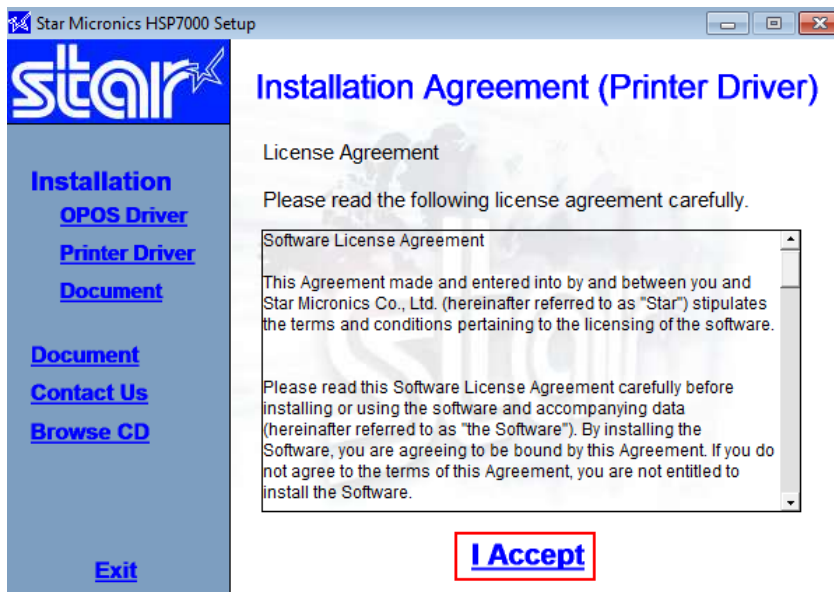 Star Micronics HSP7000 Setup
star
Installation Agreement (Printer Driver)
Installation
OPOS Driver
Printer Driver
Document
Document
Contact Us
Browse CD
Exit
License Agreement
Please read the following license agreement carefully.
Software License Agreement
This Agreement made and entered into by and between you and
Star Micronics Co., Ltd. (hereinafter referred to as "Star") stipulates
the terms and conditions pertaining to the licensing of the software.
Please read this Software License Agreement carefully before
installing or using the software and accompanying data
(hereinafter referred to as "the Software"). By installing the
Software, you are agreeing to be bound by this Agreement. If you do
not agree to the terms of this Agreement, you are not entitled to
install the Software.
I Accept